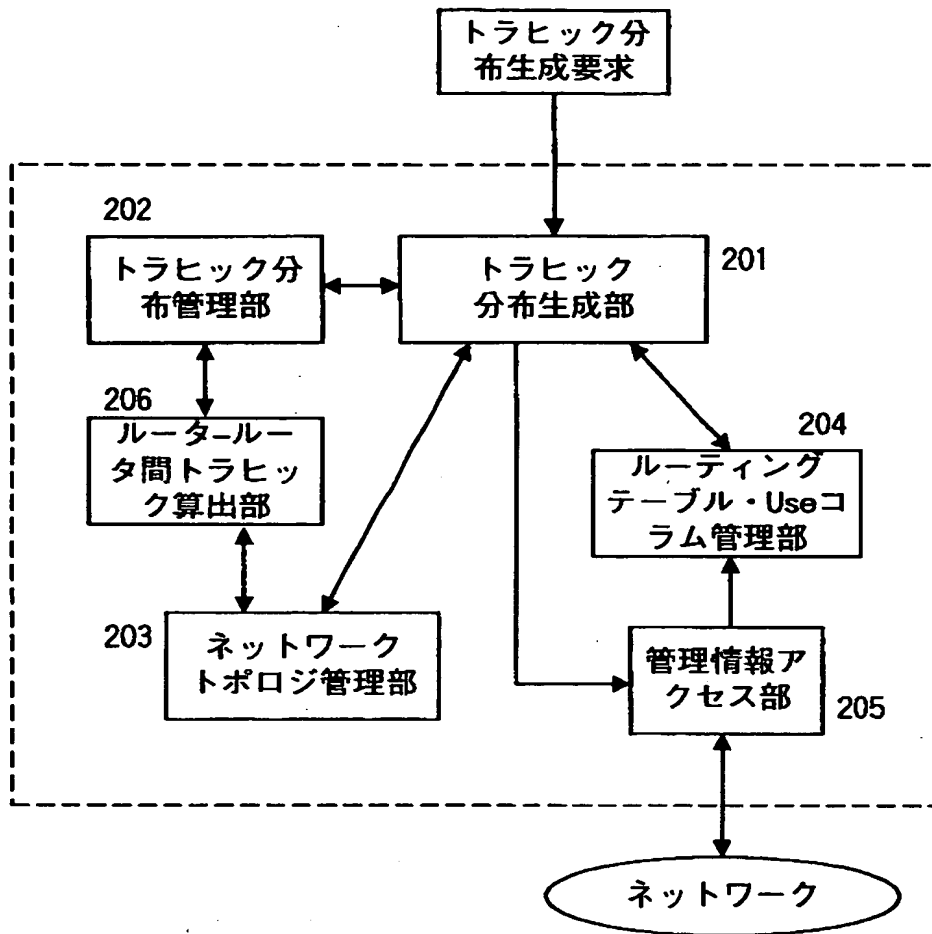 トラヒック分
布生成要求
202
トラヒック分
布管理部
トラヒック
分布生成部
201
206
ルータ−ルー
タ間トラヒッ
ク算出部
204
ルーティング
テーブル・Useコ
ラム管理部
203
ネットワーク
トポロジ管理部
管理情報ア
クセス部
205
ネットワーク